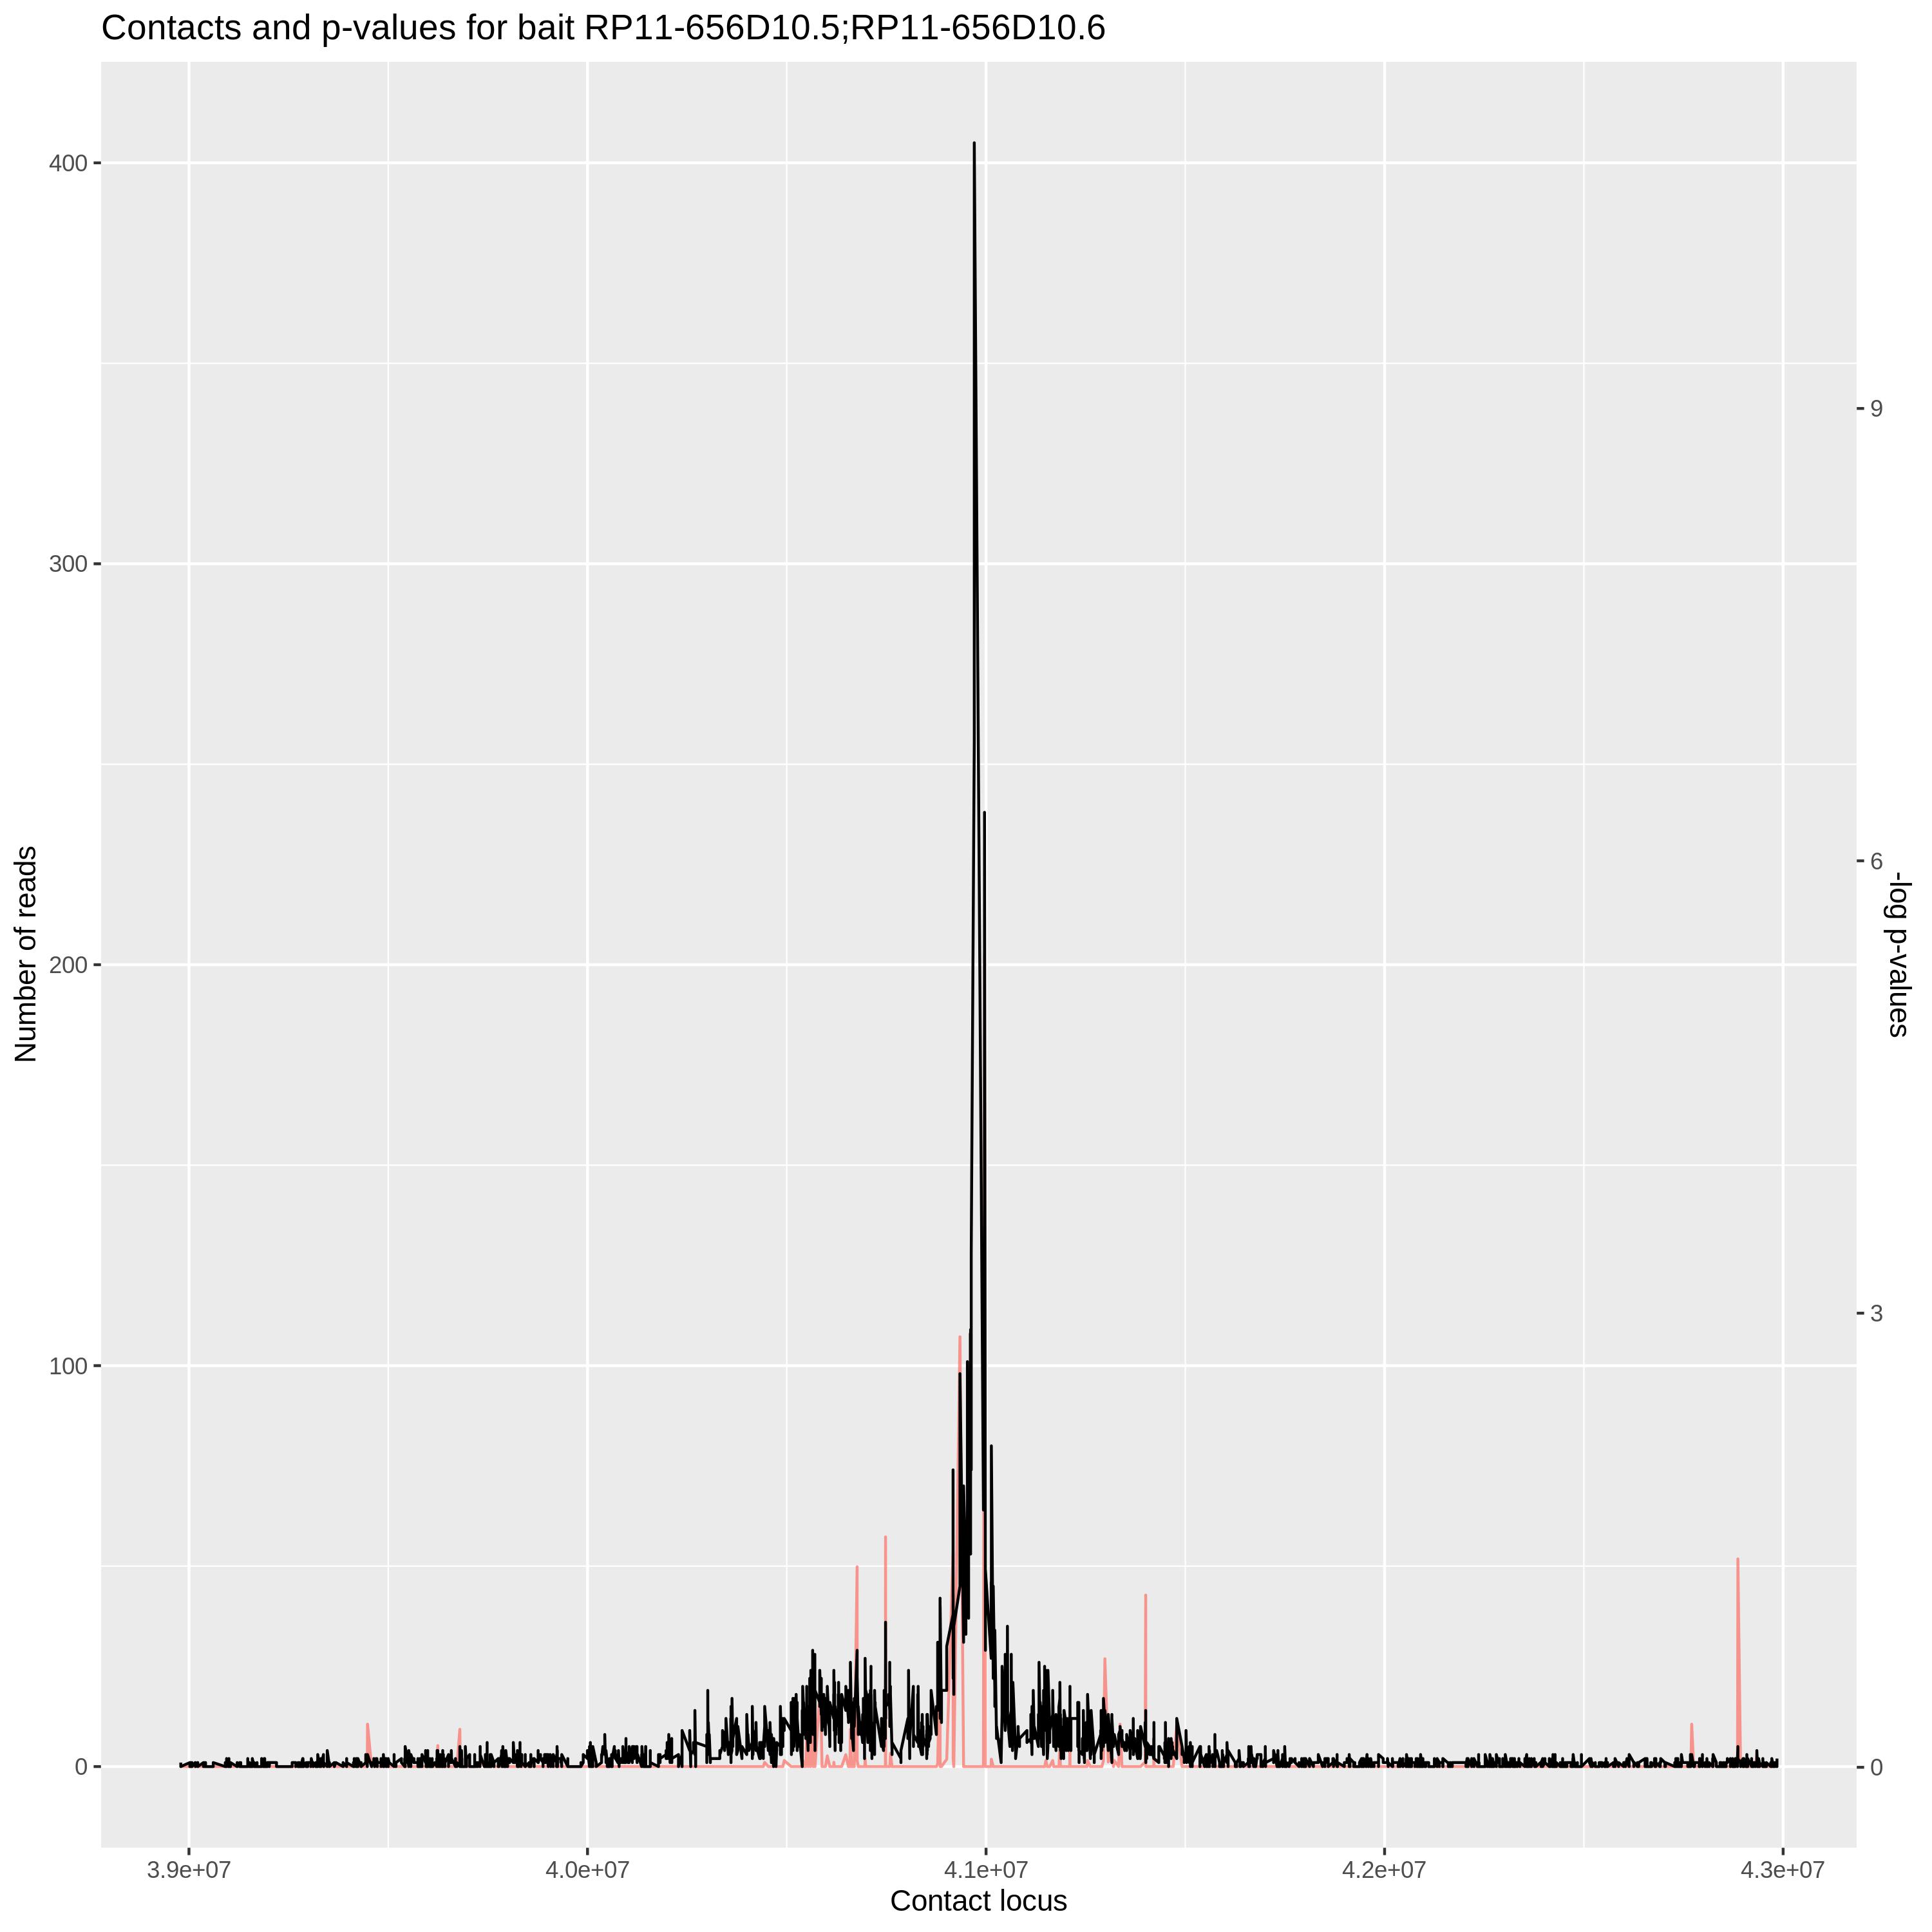 Contacts and p-values for bait RP11-656D10.5;RP11-656D10.6
400
300
200
100
0
Number of reads
9
6
3
0
-log p-values
3.9e+07
4.0e+07
4.1e+07
4.2e+07
4.3e+07
Contact locus